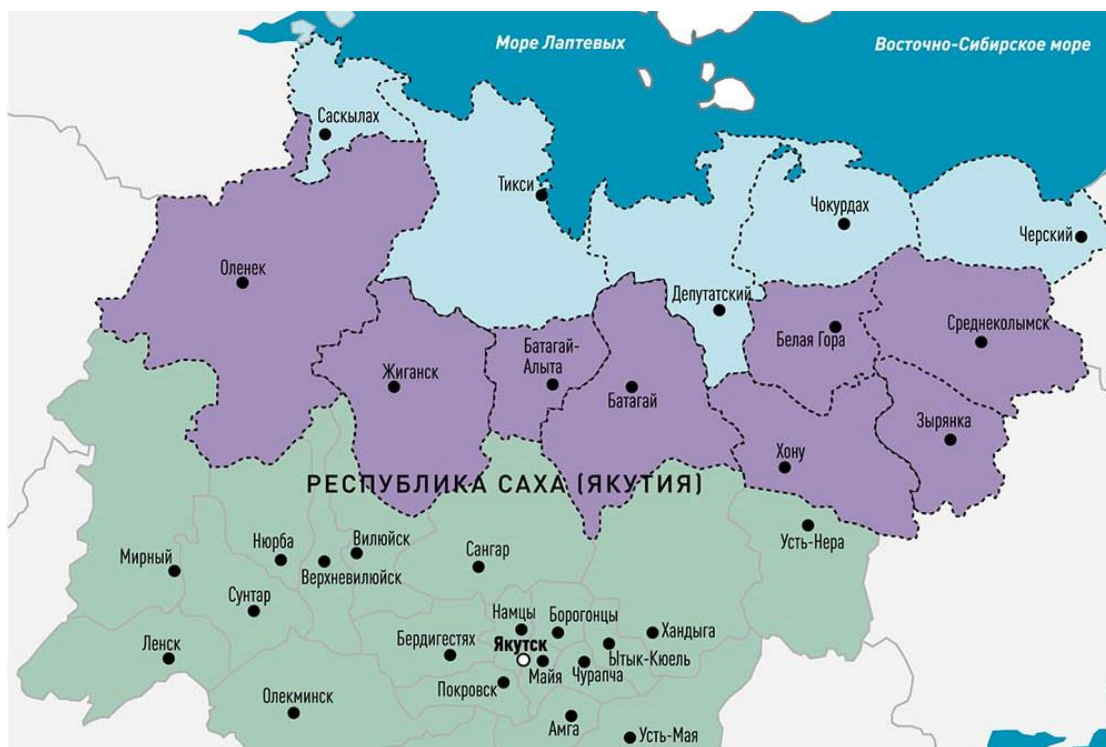 Море Лаптевых
Восточно-Сибирское море
Саскылах
Тикси
Чокурдах
Черский
Оленек
Депутатский
Белая Гора
Среднеколымск
Батагай-
Алыта
Жиганск
Батагай
Зырянка
Хону
РЕСПУБЛИКА САХА (ЯКУТИЯ)
Усть-Нера
Мирный
Нюрба
Вилюйск
Верхневилюйск
Сангар
Сунтар
Намцы
Борогонцы
Хандыга
Ленск
Бердигестях
Якутск
Майя
Чурапча
Ытык-Кюель
Покровск
Олекминск
Амга
Усть-Мая